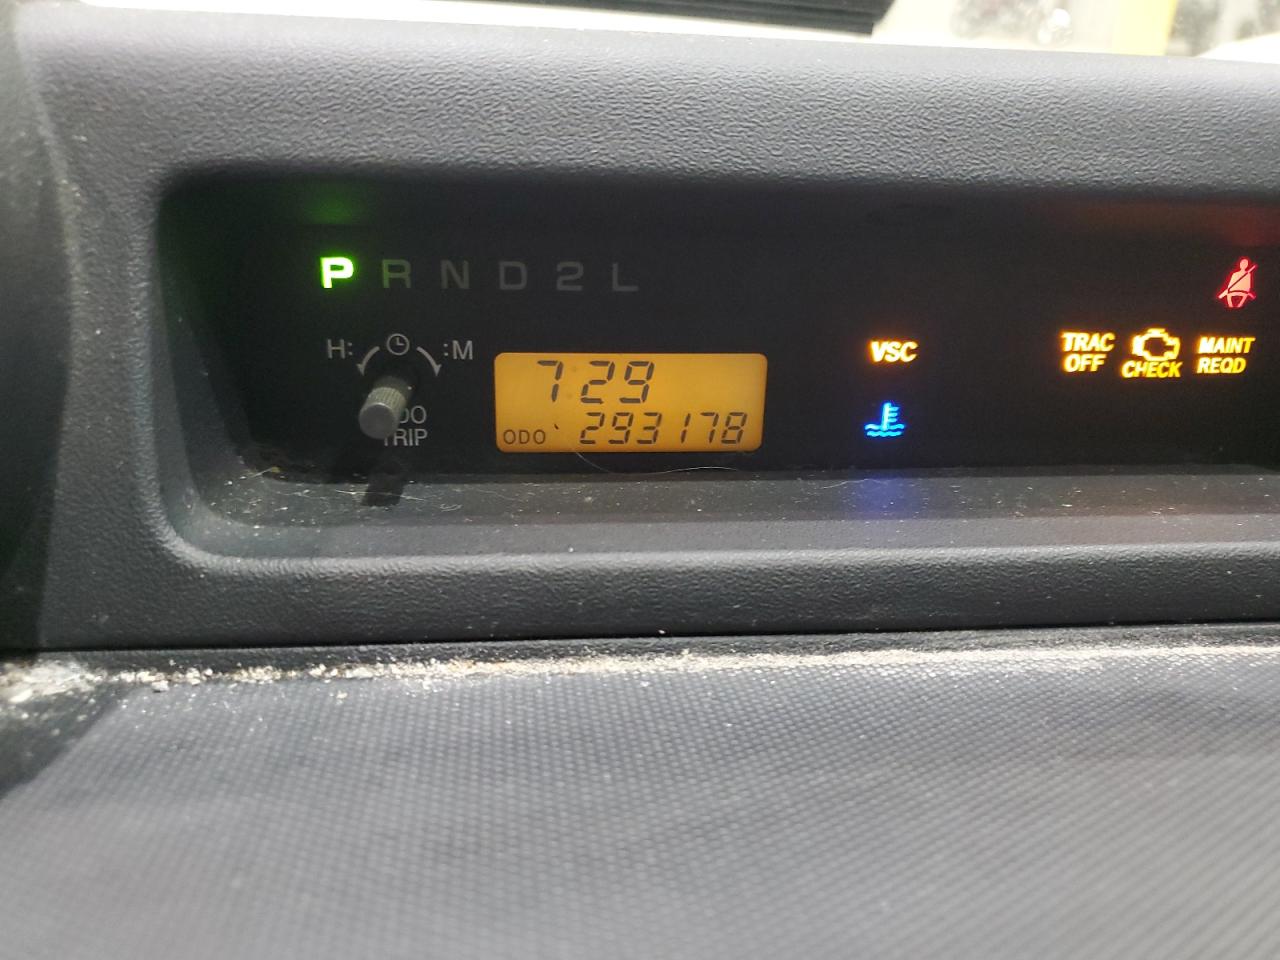 P R N D 2 L
H: :M
ODO
TRIP
7 29
ODO 293178
VSC
TRAC
OFF
CHECK
MAINT
REQD